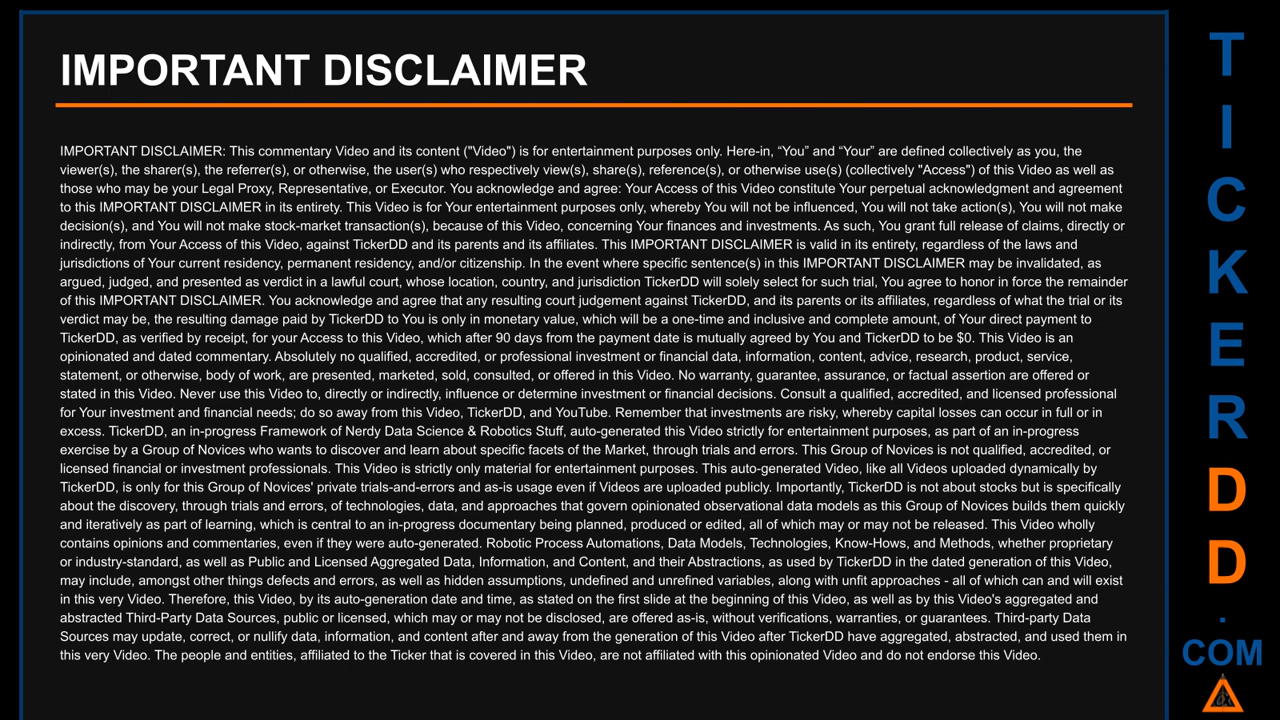 IMPORTANT DISCLAIMER
IMPORTANT DISCLAIMER: This commentary Video and its content ("Video") is for entertainment purposes only. Here-in, “You” and “Your” are defined collectively as you, the
viewer(s), the sharer(s), the referrer(s), or otherwise, the user(s) who respectively view(s), share(s), reference(s), or otherwise use(s) (collectively "Access") of this Video as well as
those who may be your Legal Proxy, Representative, or Executor. You acknowledge and agree: Your Access of this Video constitute Your perpetual acknowledgment and agreement
to this IMPORTANT DISCLAIMER in its entirety. This Video is for Your entertainment purposes only, whereby You will not be influenced, You will not take action(s), You will not make
decision(s), and You will not make stock-market transaction(s), because of this Video, concerning Your finances and investments. As such, You grant full release of claims, directly or
indirectly, from Your Access of this Video, against TickerDD and its parents and its affiliates. This IMPORTANT DISCLAIMER is valid in its entirety, regardless of the laws and
jurisdictions of Your current residency, permanent residency, and/or citizenship. In the event where specific sentence(s) in this IMPORTANT DISCLAIMER may be invalidated, as
argued, judged, and presented as verdict in a lawful court, whose location, country, and jurisdiction TickerDD will solely select for such trial, You agree to honor in force the remainder
of this IMPORTANT DISCLAIMER. You acknowledge and agree that any resulting court judgement against TickerDD, and its parents or its affiliates, regardless of what the trial or its
verdict may be, the resulting damage paid by TickerDD to You is only in monetary value, which will be a one-time and inclusive and complete amount, of Your direct payment to
TickerDD, as verified by receipt, for your Access to this Video, which after 90 days from the payment date is mutually agreed by You and TickerDD to be $0. This Video is an
opinionated and dated commentary. Absolutely no qualified, accredited, or professional investment or financial data, information, content, advice, research, product, service,
statement, or otherwise, body of work, are presented, marketed, sold, consulted, or offered in this Video. No warranty, guarantee, assurance, or factual assertion are offered or
stated in this Video. Never use this Video to, directly or indirectly, influence or determine investment or financial decisions. Consult a qualified, accredited, and licensed professional
for Your investment and financial needs; do so away from this Video, TickerDD, and YouTube. Remember that investments are risky, whereby capital losses can occur in full or in
excess. TickerDD, an in-progress Framework of Nerdy Data Science & Robotics Stuff, auto-generated this Video strictly for entertainment purposes, as part of an in-progress
exercise by a Group of Novices who wants to discover and learn about specific facets of the Market, through trials and errors. This Group of Novices is not qualified, accredited, or
licensed financial or investment professionals. This Video is strictly only material for entertainment purposes. This auto-generated Video, like all Videos uploaded dynamically by
TickerDD, is only for this Group of Novices' private trials-and-errors and as-is usage even if Videos are uploaded publicly. Importantly, TickerDD is not about stocks but is specifically
about the discovery, through trials and errors, of technologies, data, and approaches that govern opinionated observational data models as this Group of Novices builds them quickly
and iteratively as part of learning, which is central to an in-progress documentary being planned, produced or edited, all of which may or may not be released. This Video wholly
contains opinions and commentaries, even if they were auto-generated. Robotic Process Automations, Data Models, Technologies, Know-Hows, and Methods, whether proprietary
or industry-standard, as well as Public and Licensed Aggregated Data, Information, and Content, and their Abstractions, as used by TickerDD in the dated generation of this Video,
may include, amongst other things defects and errors, as well as hidden assumptions, undefined and unrefined variables, along with unfit approaches - all of which can and will exist
in this very Video. Therefore, this Video, by its auto-generation date and time, as stated on the first slide at the beginning of this Video, as well as by this Video's aggregated and
abstracted Third-Party Data Sources, public or licensed, which may or may not be disclosed, are offered as-is, without verifications, warranties, or guarantees. Third-party Data
Sources may update, correct, or nullify data, information, and content after and away from the generation of this Video after TickerDD have aggregated, abstracted, and used them in
this very Video. The people and entities, affiliated to the Ticker that is covered in this Video, are not affiliated with this opinionated Video and do not endorse this Video.
T
I
C
K
E
R
D
D
.
COM